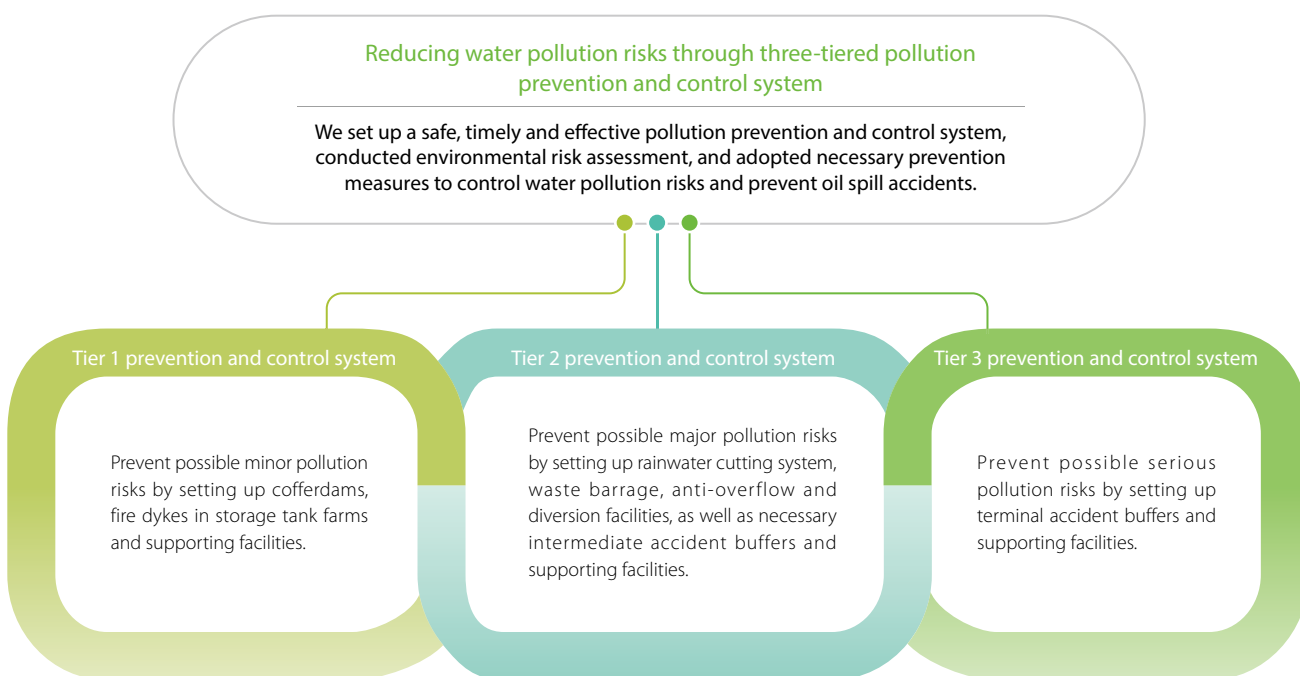 Reducing water pollution risks through three-tiered pollution
prevention and control system
We set up a safe, timely and effective pollution prevention and control system,
conducted environmental risk assessment, and adopted necessary prevention
measures to control water pollution risks and prevent oil spill accidents.
Tier 1 prevention and control system
Prevent possible minor pollution
risks by setting up cofferdams,
fire dykes in storage tank farms
and supporting facilities.
Tier 2 prevention and control system
Prevent possible major pollution risks
by setting up rainwater cutting system,
waste barrage, anti-overflow and
diversion facilities, as well as necessary
intermediate accident buffers and
supporting facilities.
Tier 3 prevention and control system
Prevent possible serious
pollution risks by setting up
terminal accident buffers and
supporting facilities.